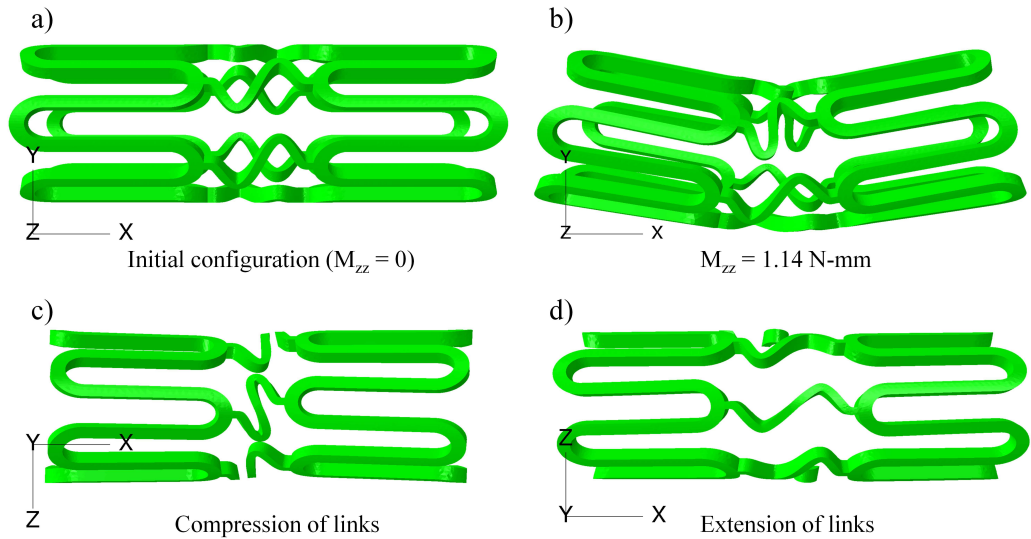 a)
b)
Y
Z
X
Y
Z
X
Initial configuration (Mzz = 0)
Mzz = 1.14 N-mm
c)
d)
Y
X
Z
Z
Y
X
Compression of links
Extension of links